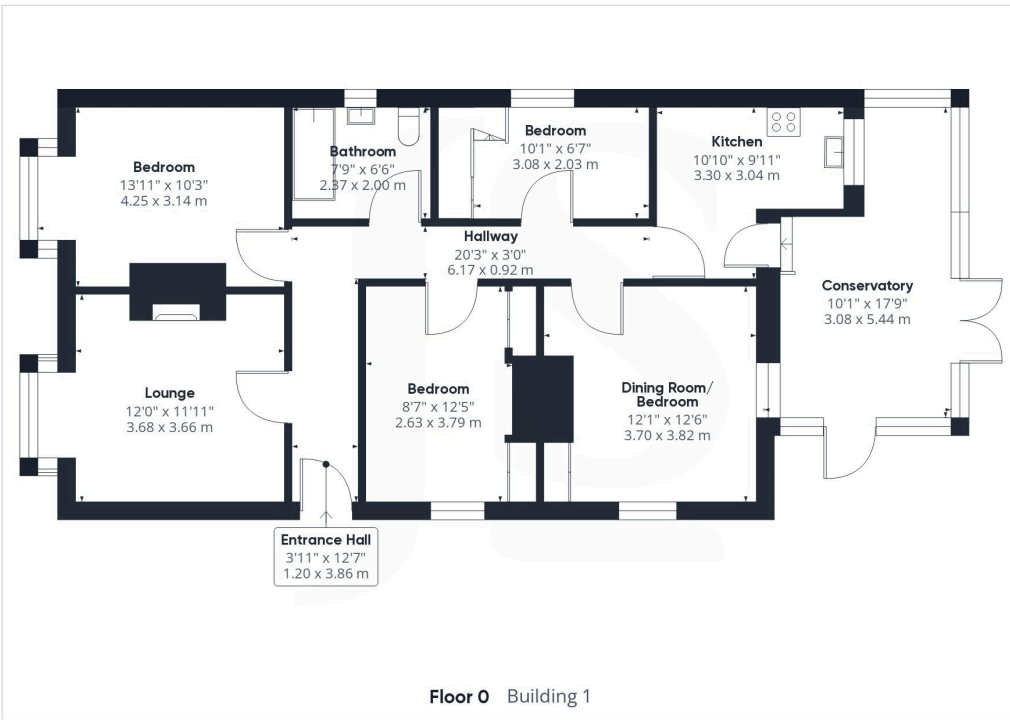 Bedroom
13'11" x 10'3"
4.25 x 3.14 m
Bathroom
7'9" x 6'6"
2.37 x 2.00 m
Bedroom
10'1" x 6'7"
3.08 x 2.03 m
Kitchen
10'10" x 9'11"
3.30 x 3.04 m
Hallway
20'3" x 3'0"
6.17 x 0.92 m
Conservatory
10'1" x 17'9"
3.08 x 5.44 m
Lounge
12'0" x 11'11"
3.68 x 3.66 m
Bedroom
8'7" x 12'5"
2.63 x 3.79 m
Dining Room/
Bedroom
12'1" x 12'6"
3.70 x 3.82 m
Entrance Hall
3'11" x 12'7"
1.20 x 3.86 m
Floor 0 Building 1